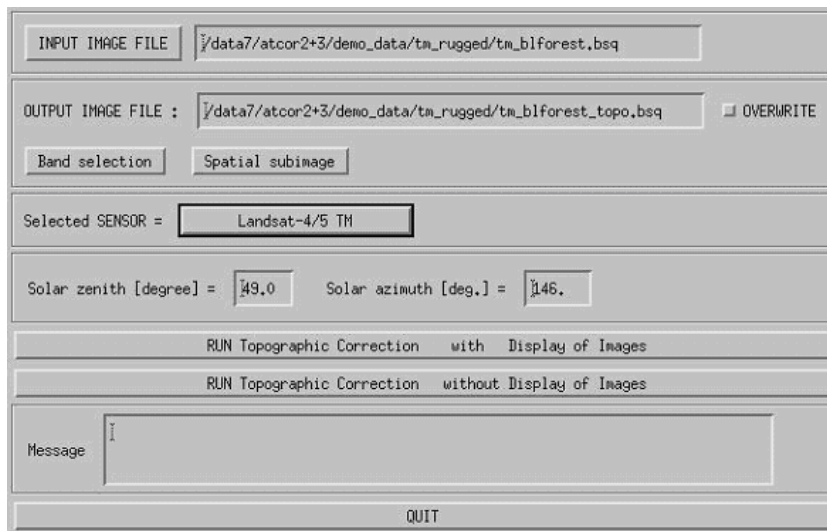 INPUT IMAGE FILE /data7/atcor2+3/demo_data/tm_rugged/tm_blforest.bsq
OUTPUT IMAGE FILE : /data7/atcor2+3/demo_data/tm_rugged/tm_blforest_topo.bsq OVERWRITE
Band selection Spatial subimage
Selected SENSOR = Landsat-4/5 TM
Solar zenith [degree] = 49.0 Solar azimuth [deg.] = 146.
RUN Topographic Correction with Display of Images
RUN Topographic Correction without Display of Images
Message
QUIT